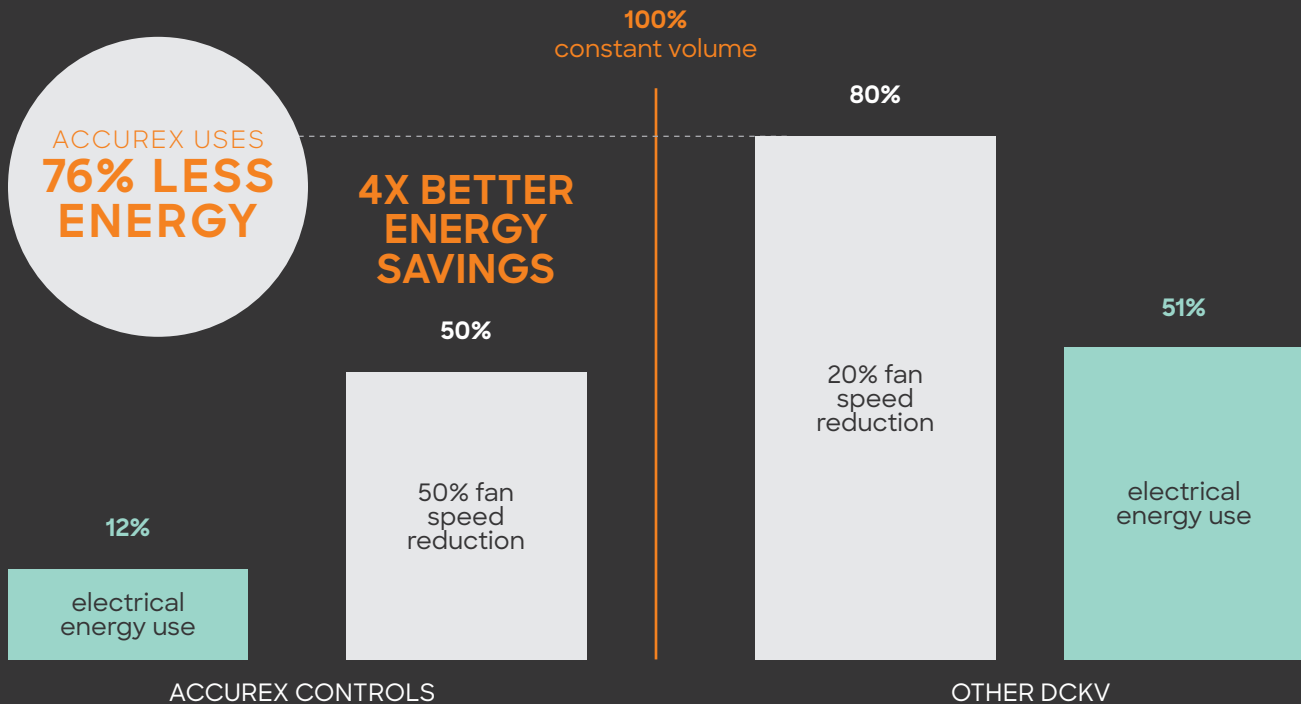 100%
constant volume
ACCUREX USES
76% LESS
ENERGY
4X BETTER
ENERGY
SAVINGS
12%
electrical
energy use
50%
50% fan
speed
reduction
ACCUREX CONTROLS
80%
20% fan
speed
reduction
51%
electrical
energy use
OTHER DCKV